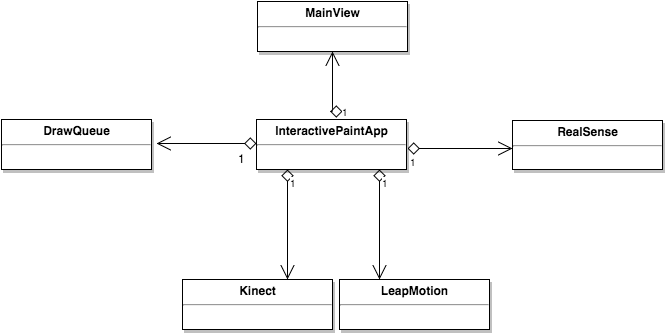 MainView
1
DrawQueue
InteractivePaintApp
RealSense
1
1
1
1
Kinect
LeapMotion